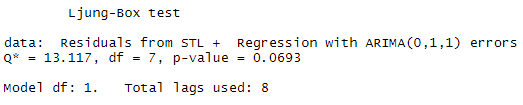 Ljung-Box test
data:  Residuals from STL +  Regression with ARIMA(0,1,1) errors
Q* = 13.117, df = 7, p-value = 0.0693
Model df: 1.   Total lags used: 8